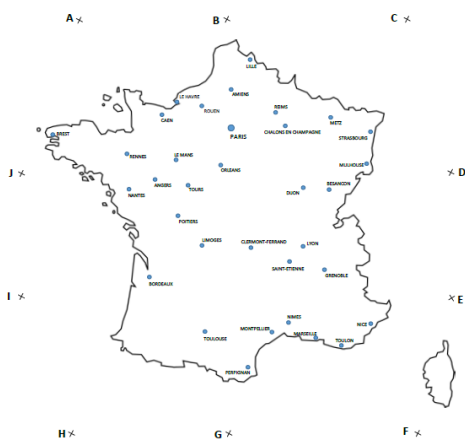 A
B
C
LILLE
AMIENS
LE HAVRE
ROUEN
REIMS
CAEN
METZ
CHALONS EN CHAMPAGNE
STRASBOURG
BREST
PARIS
RENNES
LE MANS
ORLEANS
MULHOUSE
J
D
ANGERS
TOURS
NANTES
DIJON
BESANCON
POITIERS
LIMOGES
CLERMONT-FERRAND
LYON
SAINT-ETIENNE
GRENOBLE
BORDEAUX
I
E
NIMES
NICE
TOULOUSE
MONTPELLIER
MARSEILLE
TOULON
PERPIGNAN
H
G
F